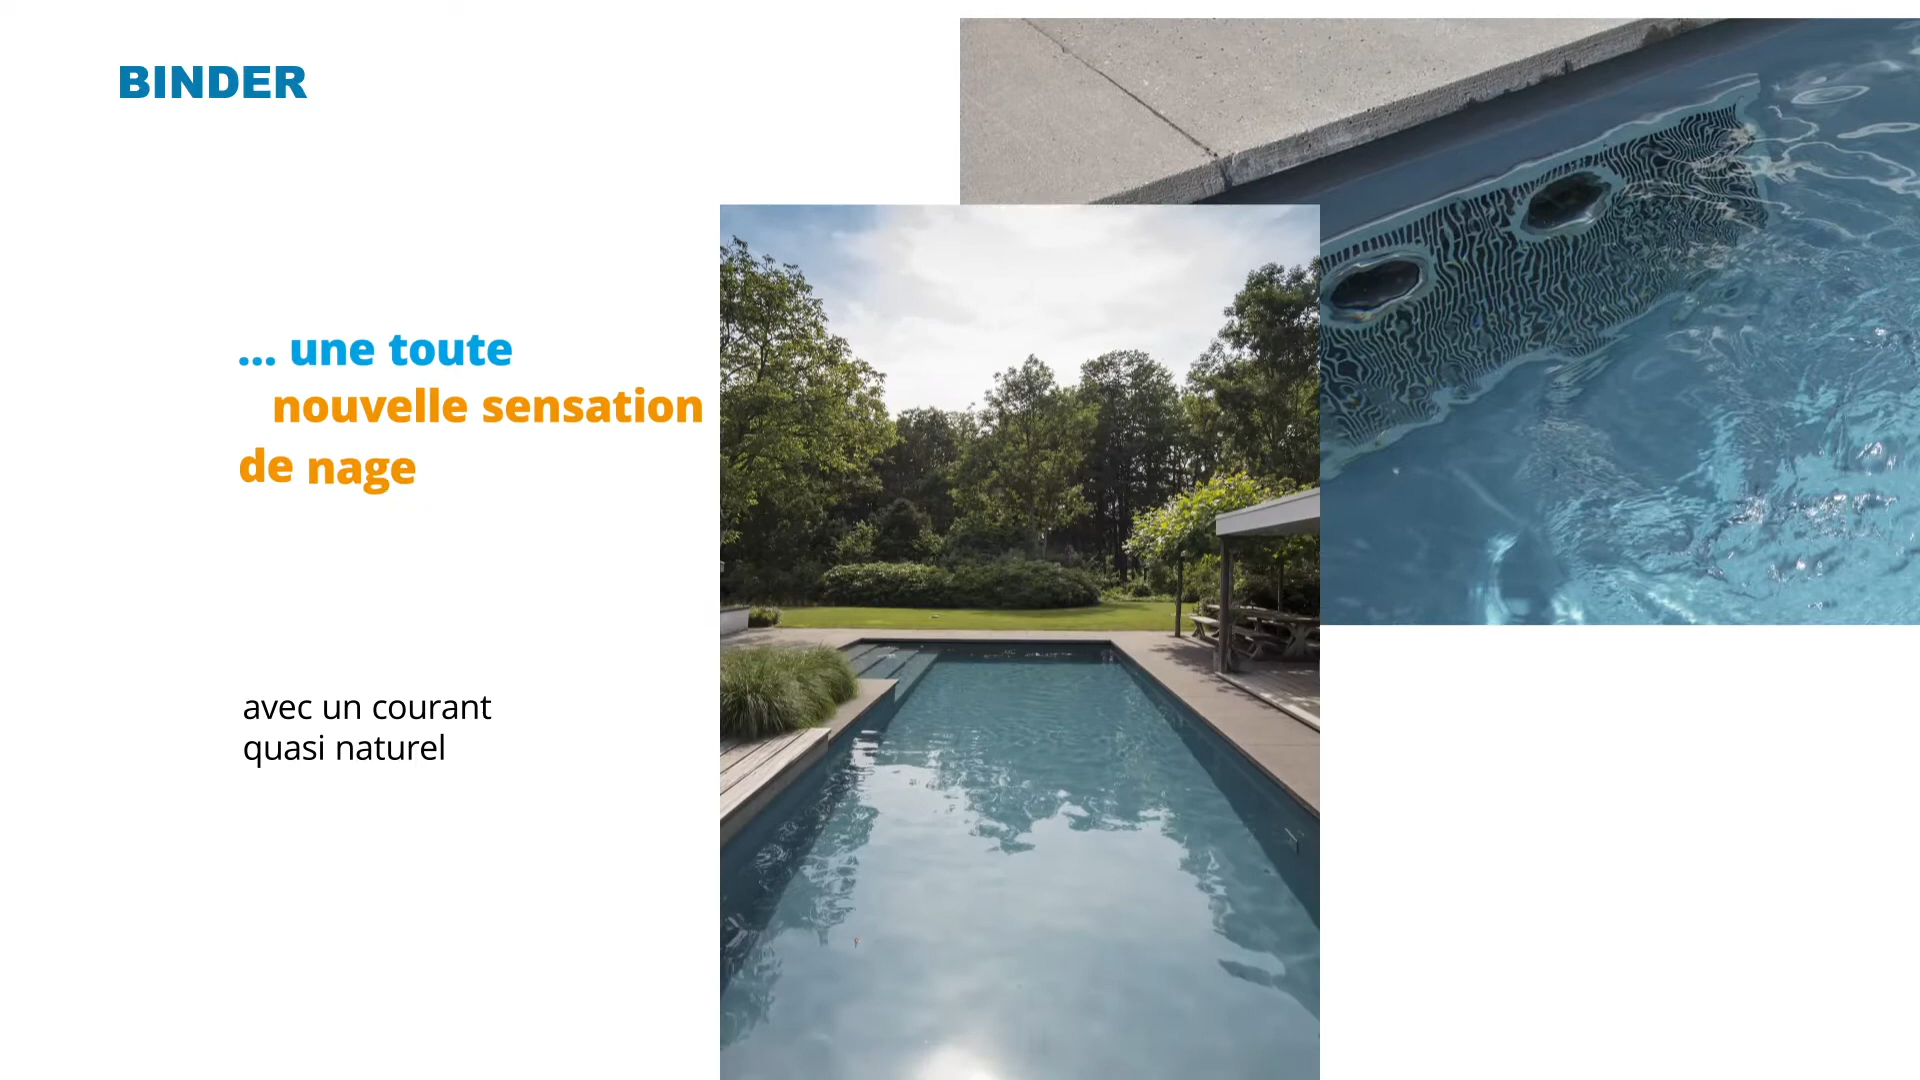 BINDER
... une toute
nouvelle sensation
de nage
avec un courant
quasi naturel